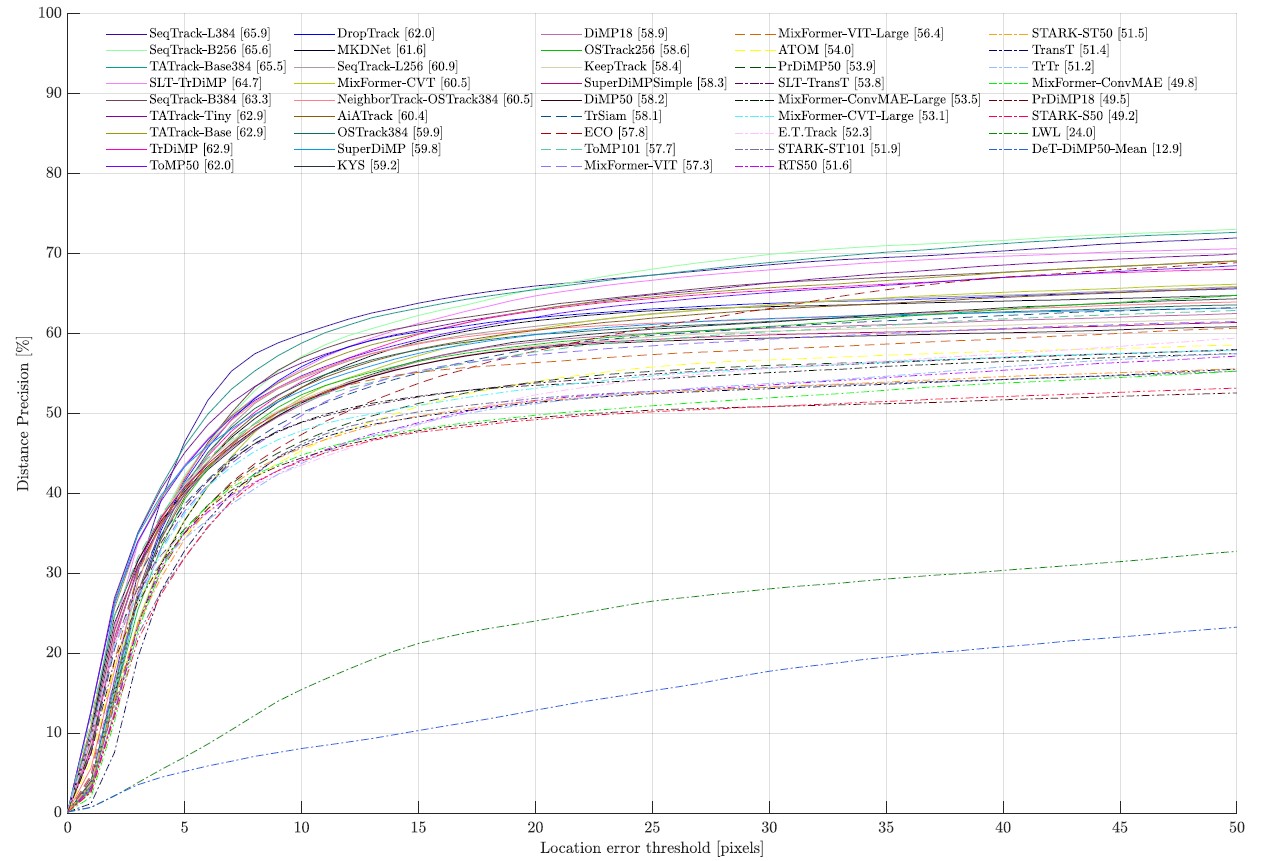 100
90
80
70
60
50
40
30
20
10
0
Distance Precision [%]
SeqTrack-L384 [65.9]
SeqTrack-B256 [65.6]
TATrack-Base384 [65.5]
SLT-TrDiMP [64.7]
SeqTrack-B384 [63.3]
TATrack-Tiny [62.9]
TATrack-Base [62.9]
TrDiMP [62.9]
ToMP50 [62.0]
DropTrack [62.0]
MKDNet [61.6]
SeqTrack-L256 [60.9]
MixFormer-CVT [60.5]
NeighborTrack-OSTrack384 [60.5]
AiATrack [60.4]
OSTrack384 [59.9]
SuperDiMP [59.8]
KYS [59.2]
DiMP18 [58.9]
OSTrack256 [58.6]
KeepTrack [58.4]
SuperDiMPSimple [58.3]
DiMP50 [58.2]
TrSiam [58.1]
ECO [57.8]
ToMP101 [57.7]
MixFormer-VIT [57.3]
MixFormer-VIT-Large [56.4]
ATOM [54.0]
PrDiMP50 [53.9]
SLT-TransT [53.8]
MixFormer-ConvMAE-Large [53.5]
MixFormer-CVT-Large [53.1]
E.T.Track [52.3]
STARK-ST101 [51.9]
RTS50 [51.6]
STARK-ST50 [51.5]
TransT [51.4]
TrTr [51.2]
MixFormer-ConvMAE [49.8]
PrDiMP18 [49.5]
STARK-S50 [49.2]
LWL [24.0]
DeT-DiMP50-Mean [12.9]
0 5 10 15 20 25 30 35 40 45 50
Location error threshold [pixels]